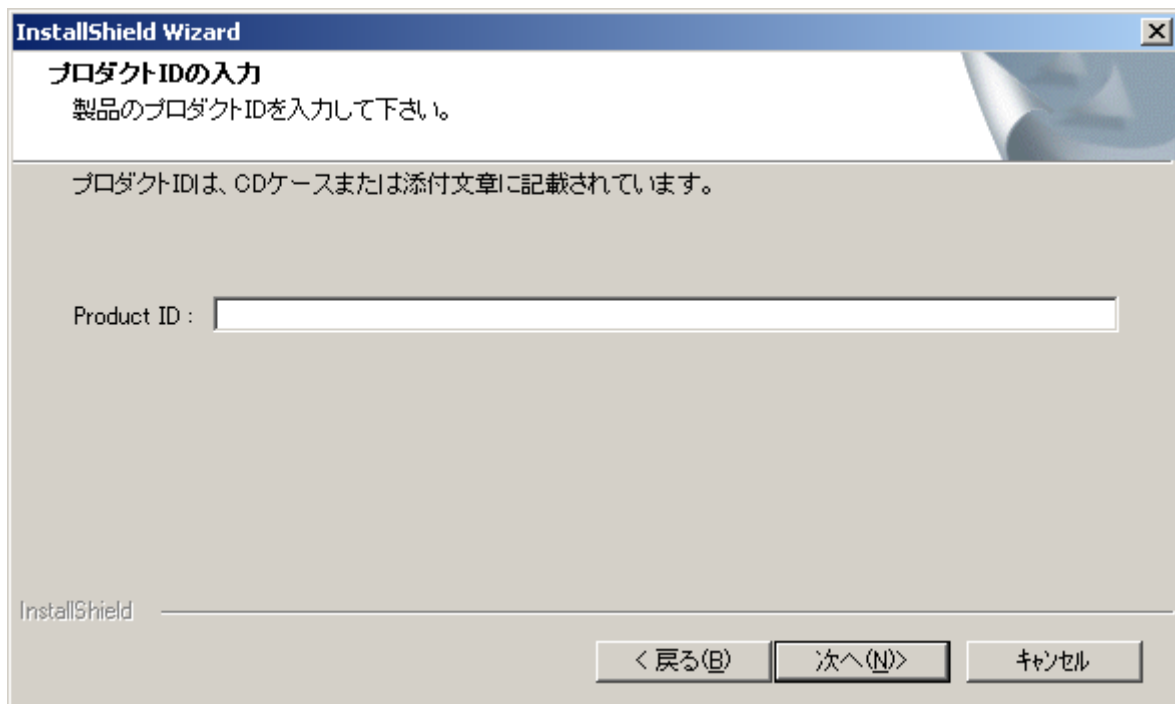 InstallShield Wizard
プロダクトIDの入力
製品のプロダクトIDを入力して下さい。
プロダクトIDは、CDケースまたは添付文章に記載されています。
Product ID :
InstallShield
< 戻る(B)
次へ(N)>
キャンセル